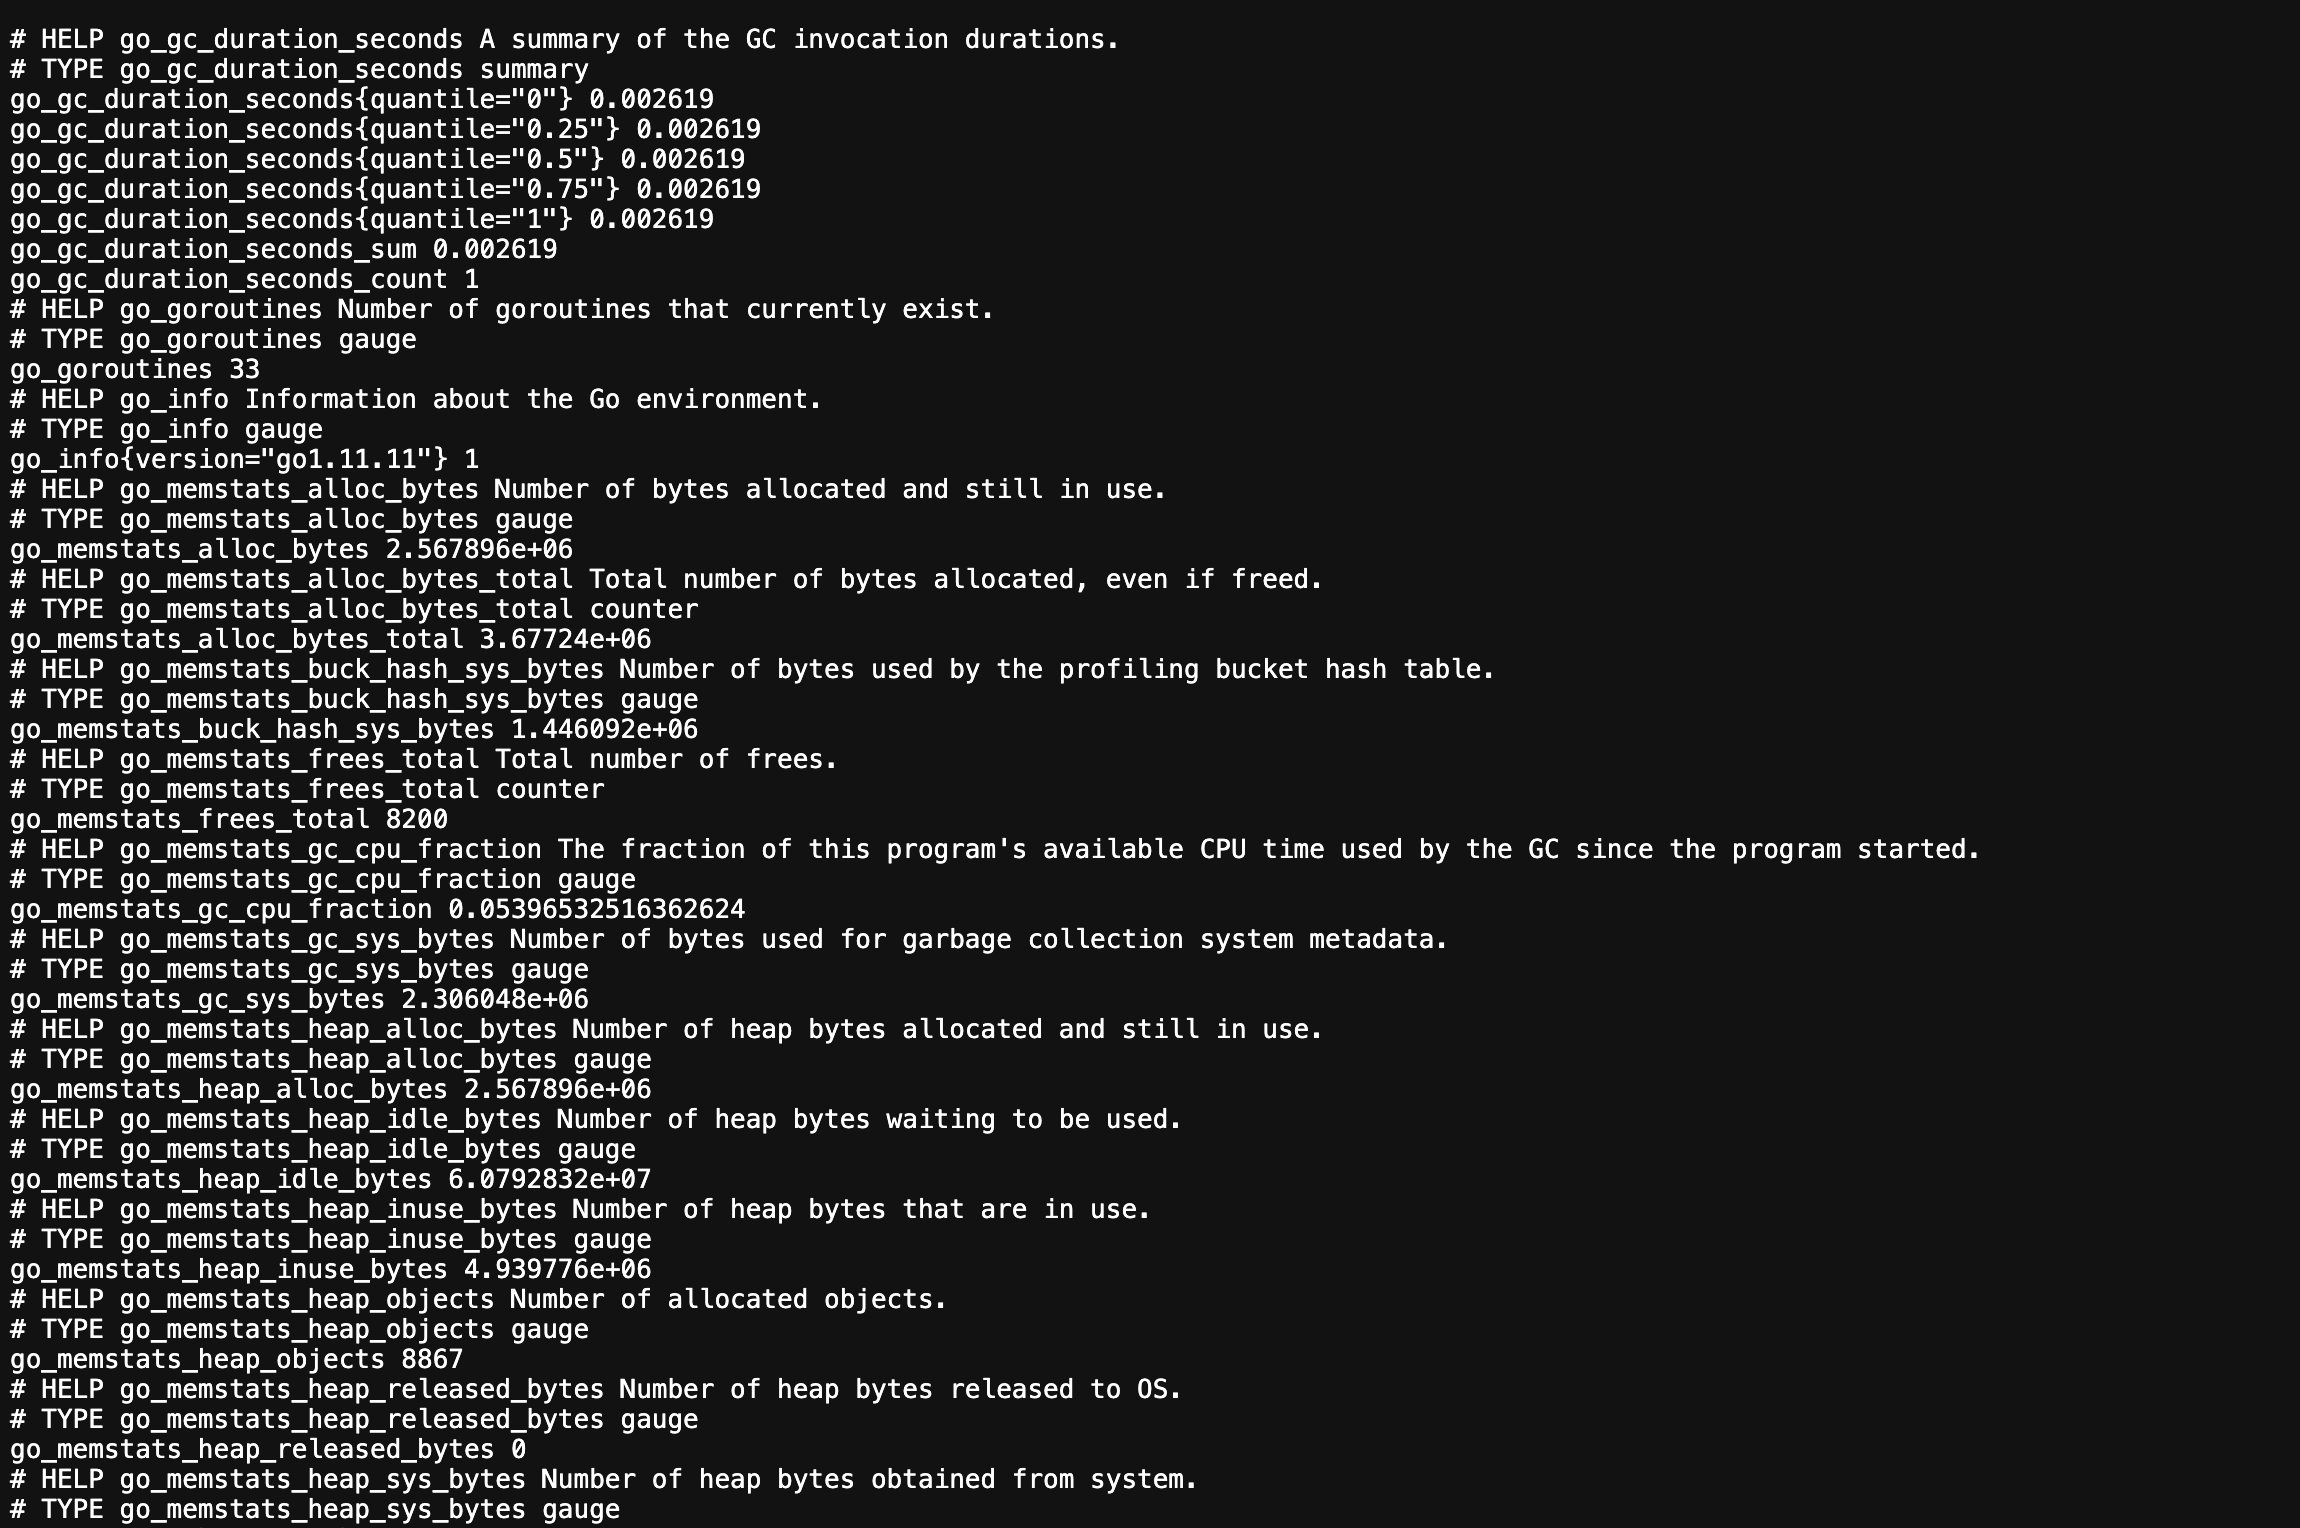 # HELP go_gc_duration_seconds A summary of the GC invocation durations.
# TYPE go_gc_duration_seconds summary
go_gc_duration_seconds{quantile="0"} 0.002619
go_gc_duration_seconds{quantile="0.25"} 0.002619
go_gc_duration_seconds{quantile="0.5"} 0.002619
go_gc_duration_seconds{quantile="0.75"} 0.002619
go_gc_duration_seconds{quantile="1"} 0.002619
go_gc_duration_seconds_sum 0.002619
go_gc_duration_seconds_count 1
# HELP go_goroutines Number of goroutines that currently exist.
# TYPE go_goroutines gauge
go_goroutines 33
# HELP go_info Information about the Go environment.
# TYPE go_info gauge
go_info{version="go1.11.11"} 1
# HELP go_memstats_alloc_bytes Number of bytes allocated and still in use.
# TYPE go_memstats_alloc_bytes gauge
go_memstats_alloc_bytes 2.567896e+06
# HELP go_memstats_alloc_bytes_total Total number of bytes allocated, even if freed.
# TYPE go_memstats_alloc_bytes_total counter
go_memstats_alloc_bytes_total 3.67724e+06
# HELP go_memstats_buck_hash_sys_bytes Number of bytes used by the profiling bucket hash table.
# TYPE go_memstats_buck_hash_sys_bytes gauge
go_memstats_buck_hash_sys_bytes 1.446092e+06
# HELP go_memstats_frees_total Total number of frees.
# TYPE go_memstats_frees_total counter
go_memstats_frees_total 8200
# HELP go_memstats_gc_cpu_fraction The fraction of this program's available CPU time used by the GC since the program started.
# TYPE go_memstats_gc_cpu_fraction gauge
go_memstats_gc_cpu_fraction 0.05396532516362624
# HELP go_memstats_gc_sys_bytes Number of bytes used for garbage collection system metadata.
# TYPE go_memstats_gc_sys_bytes gauge
go_memstats_gc_sys_bytes 2.306048e+06
# HELP go_memstats_heap_alloc_bytes Number of heap bytes allocated and still in use.
# TYPE go_memstats_heap_alloc_bytes gauge
go_memstats_heap_alloc_bytes 2.567896e+06
# HELP go_memstats_heap_idle_bytes Number of heap bytes waiting to be used.
# TYPE go_memstats_heap_idle_bytes gauge
go_memstats_heap_idle_bytes 6.0792832e+07
# HELP go_memstats_heap_inuse_bytes Number of heap bytes that are in use.
# TYPE go_memstats_heap_inuse_bytes gauge
go_memstats_heap_inuse_bytes 4.939776e+06
# HELP go_memstats_heap_objects Number of allocated objects.
# TYPE go_memstats_heap_objects gauge
go_memstats_heap_objects 8867
# HELP go_memstats_heap_released_bytes Number of heap bytes released to OS.
# TYPE go_memstats_heap_released_bytes gauge
go_memstats_heap_released_bytes 0
# HELP go_memstats_heap_sys_bytes Number of heap bytes obtained from system.
# TYPE go_memstats_heap_sys_bytes gauge